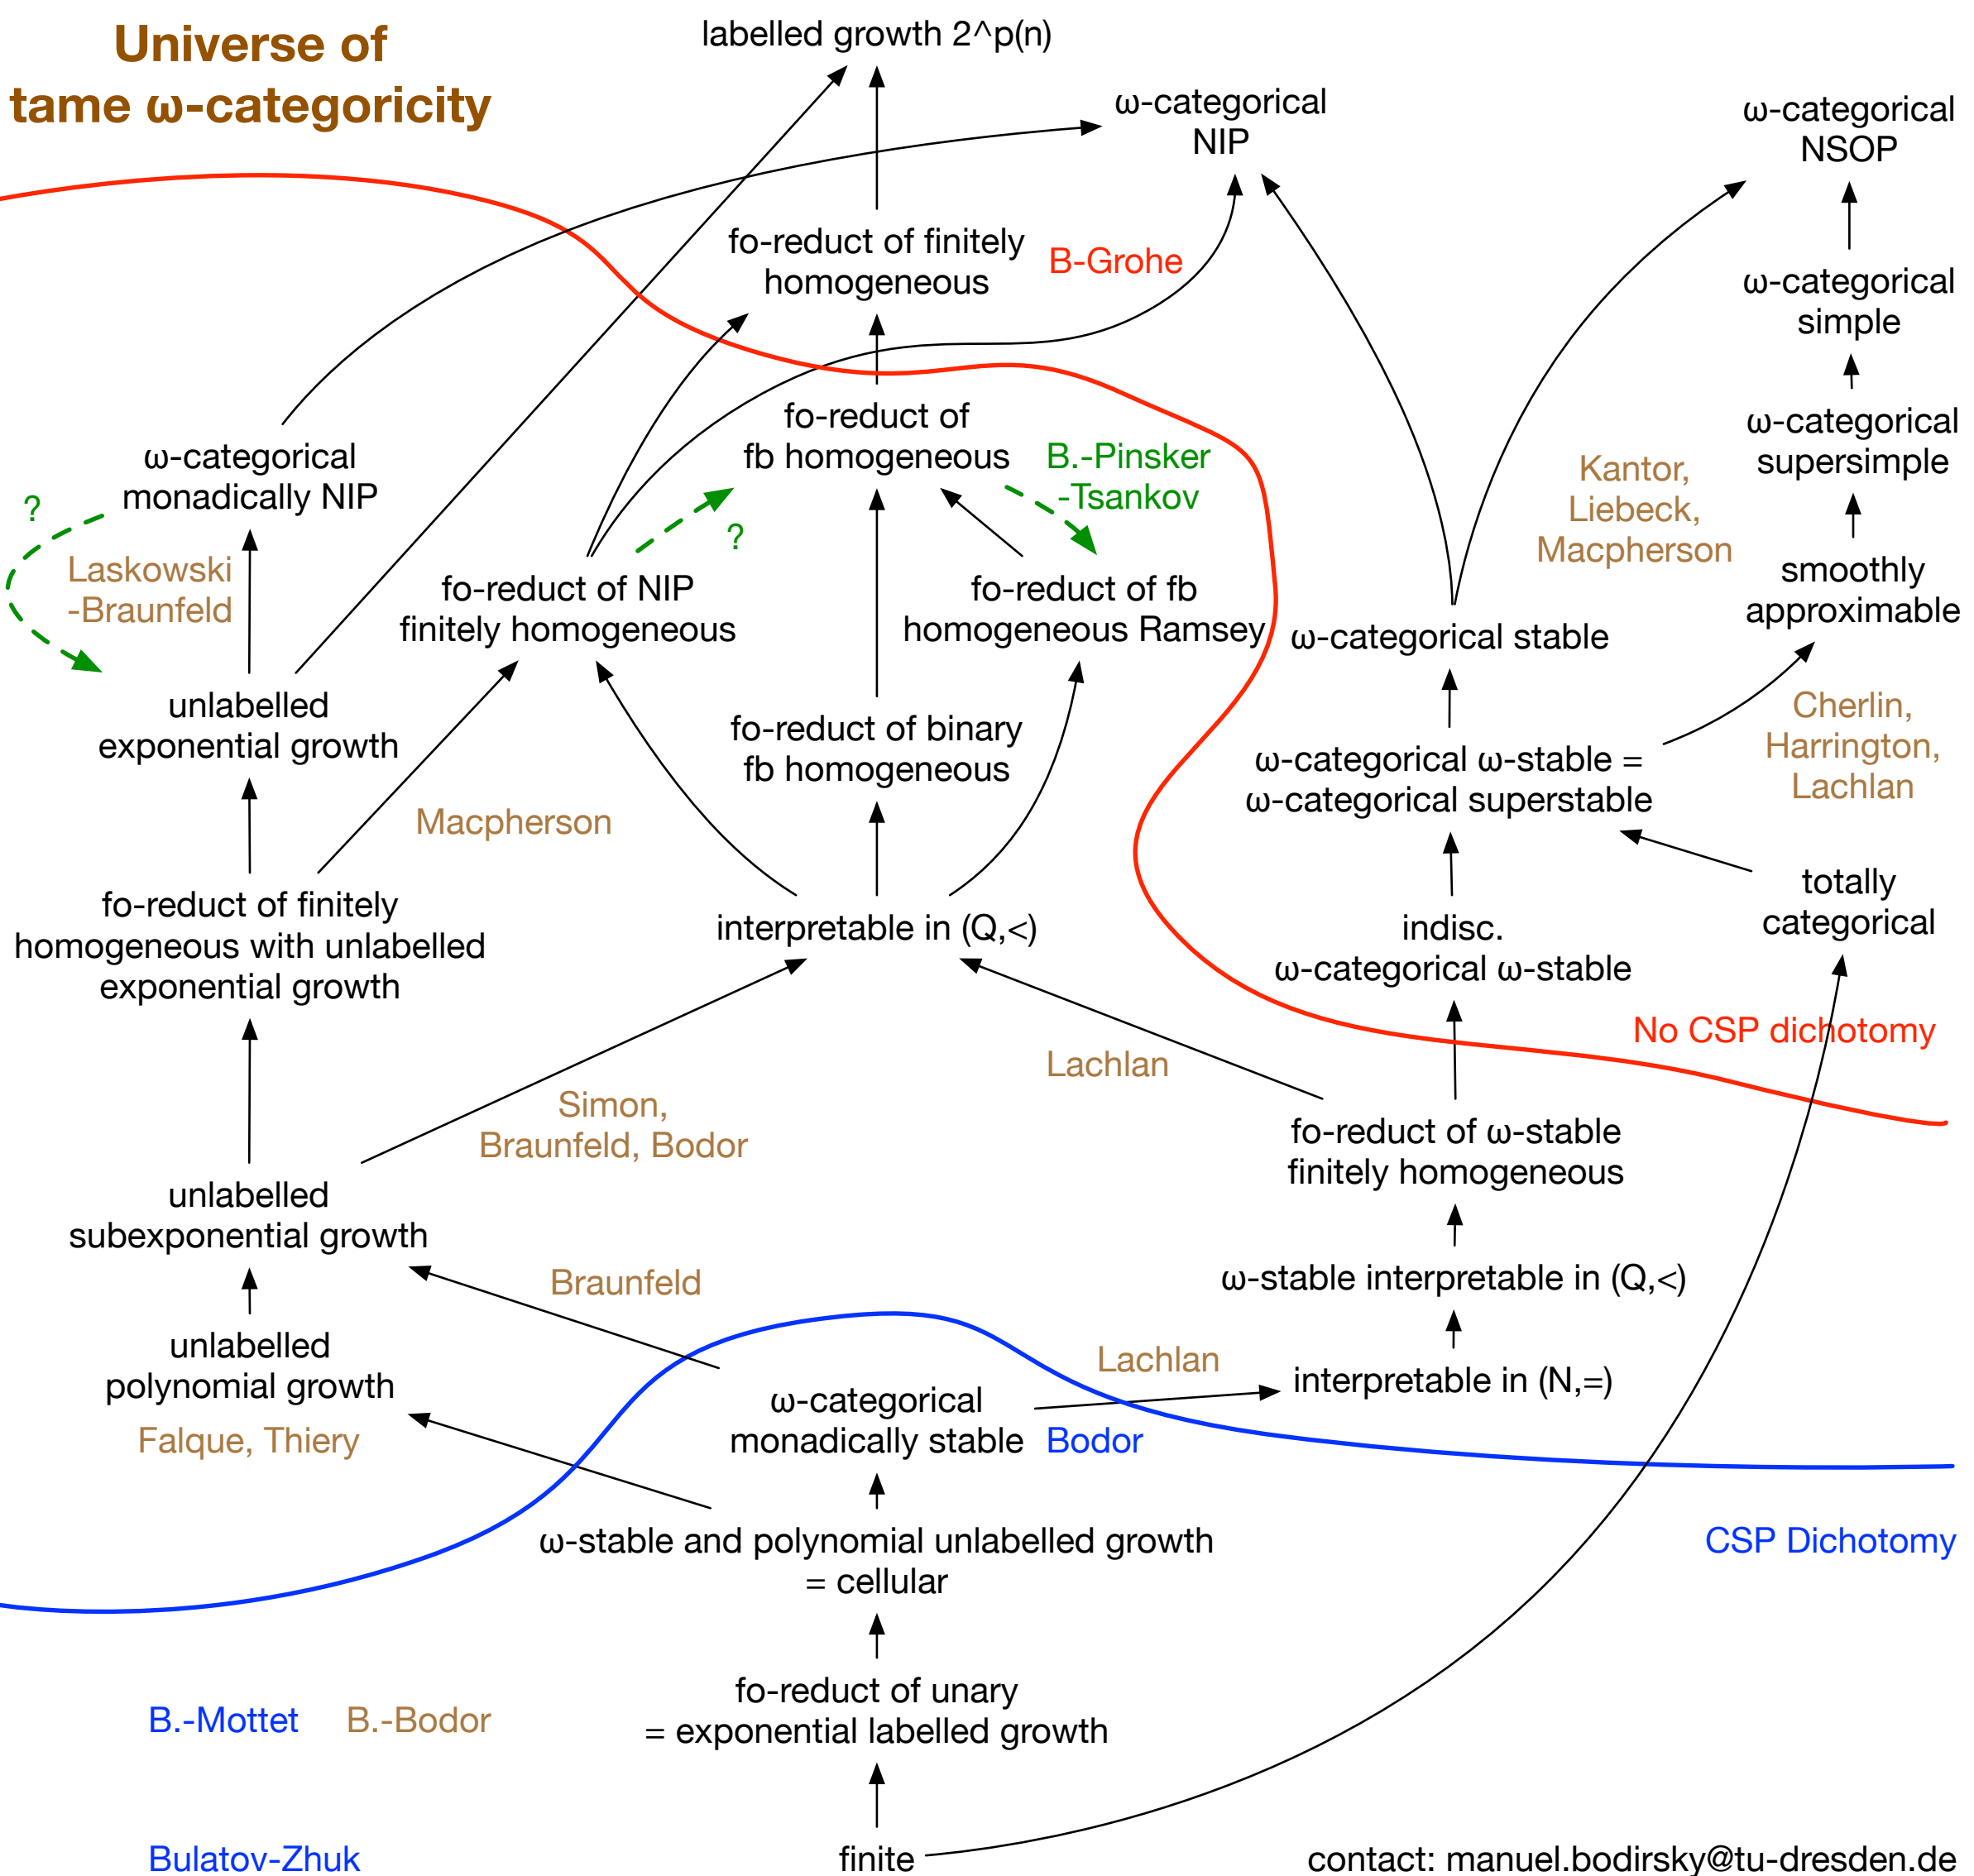 Universe of
tame ω-categoricity
labelled growth 2^p(n)
ω-categorical
NIP
ω-categorical
NSOP
fo-reduct of finitely
homogeneous
B-Grohe
ω-categorical
simple
fo-reduct of
fb homogeneous
B.-Pinsker
-Tsankov
ω-categorical
monadically NIP
?
?
Kantor,
Liebeck,
Macpherson
ω-categorical
supersimple
Laskowski
-Braunfeld
fo-reduct of NIP
finitely homogeneous
fo-reduct of fb
homogeneous Ramsey
ω-categorical stable
smoothly
approximable
unlabelled
exponential growth
fo-reduct of binary
fb homogeneous
ω-categorical ω-stable =
ω-categorical superstable
Cherlin,
Harrington,
Lachlan
Macpherson
fo-reduct of finitely
homogeneous with unlabelled
exponential growth
interpretable in (Q,<)
indisc.
ω-categorical ω-stable
totally
categorical
No CSP dichotomy
Lachlan
Simon,
Braunfeld, Bodor
fo-reduct of ω-stable
finitely homogeneous
unlabelled
subexponential growth
Braunfeld
ω-stable interpretable in (Q,<)
unlabelled
polynomial growth
Falque, Thiery
ω-categorical
monadically stable
Bodor
Lachlan
interpretable in (N,=)
ω-stable and polynomial unlabelled growth
= cellular
CSP Dichotomy
B.-Mottet
B.-Bodor
fo-reduct of unary
= exponential labelled growth
Bulatov-Zhuk
finite
contact: manuel.bodirsky@tu-dresden.de